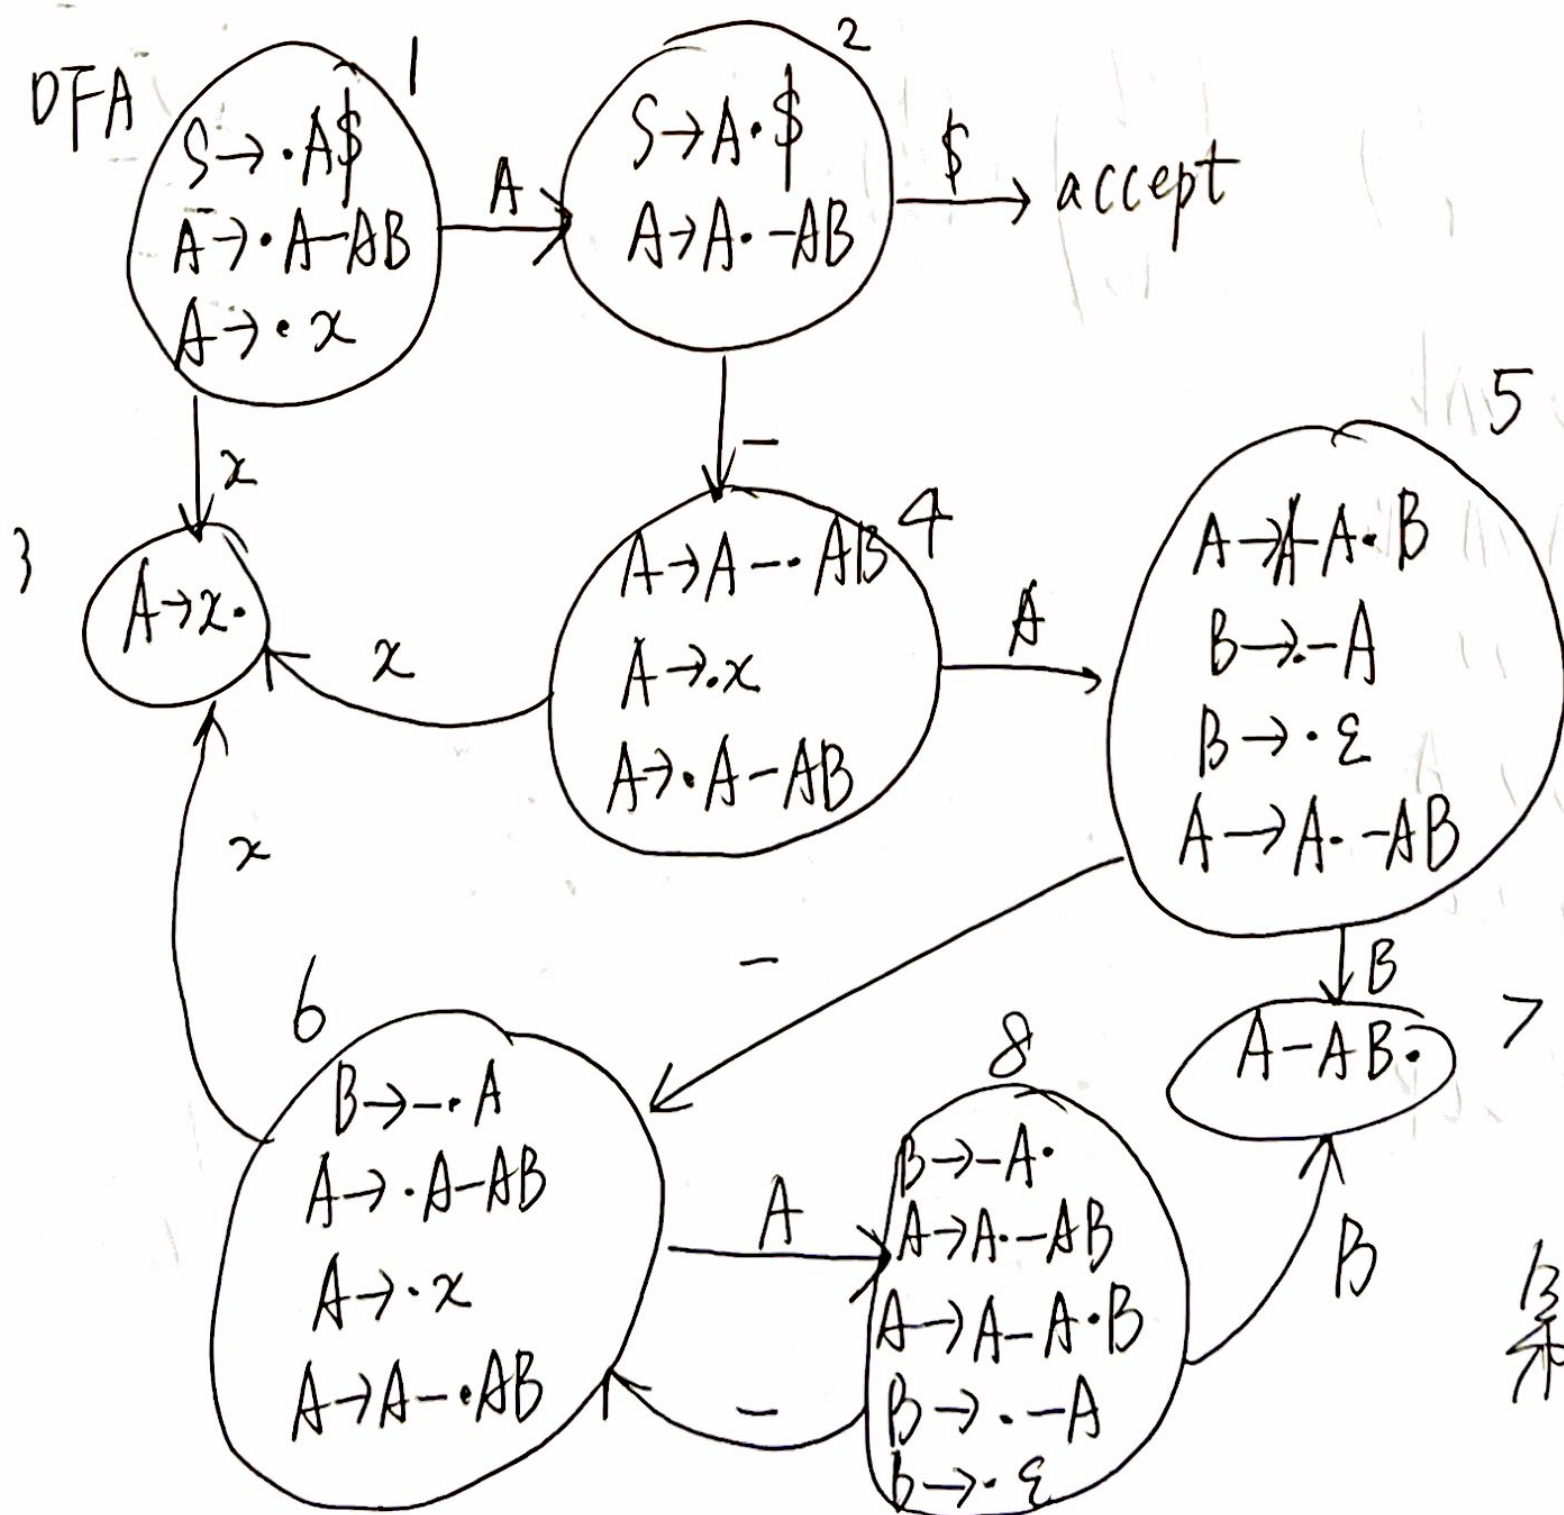 DFA
1
S→·A$
A→·A-AB
A→·x
A
2
S→A·$
A→A·-AB
$
accept
x
-
3
A→x·
x
4
A→A-·AB
A→·x
A→·A-AB
A
5
A→A-A·B
B→·-A
B→·ε
A→A·-AB
x
-
B
7
A-AB·
6
B→-·A
A→·A-AB
A→·x
A→A-·AB
A
-
8
B→-A·
A→A·-AB
A→A-A·B
B→·-A
B→·ε
B